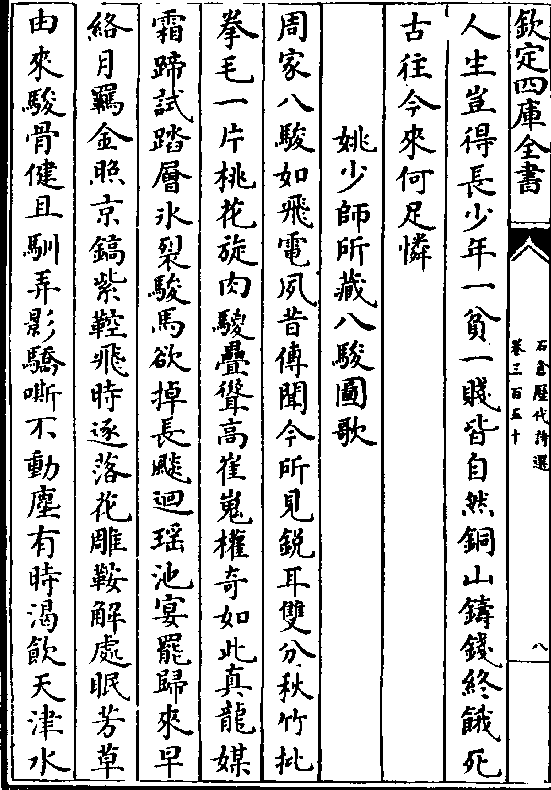 欽定四庫全書
石倉歴代詩選
卷三百五十
八
人生豈得長少年一貧一賤皆自然銅山鑄錢終餓死
古往今來何足憐
姚少師所藏八駿圖歌
周家八駿如飛電夙昔傳聞今所見鋭耳雙分秋竹批
拳毛一片桃花旋肉騣疊聳高崔嵬權奇如此真龍媒
霜蹄試踏層氷裂駿馬欲掉長飈迴瑶池宴罷歸來早
絡月羈金照京鎬紫鞚飛時逐落花雕鞍解處眠芳草
由來駿骨健且馴弄影驕嘶不動塵有時渴飲天津水